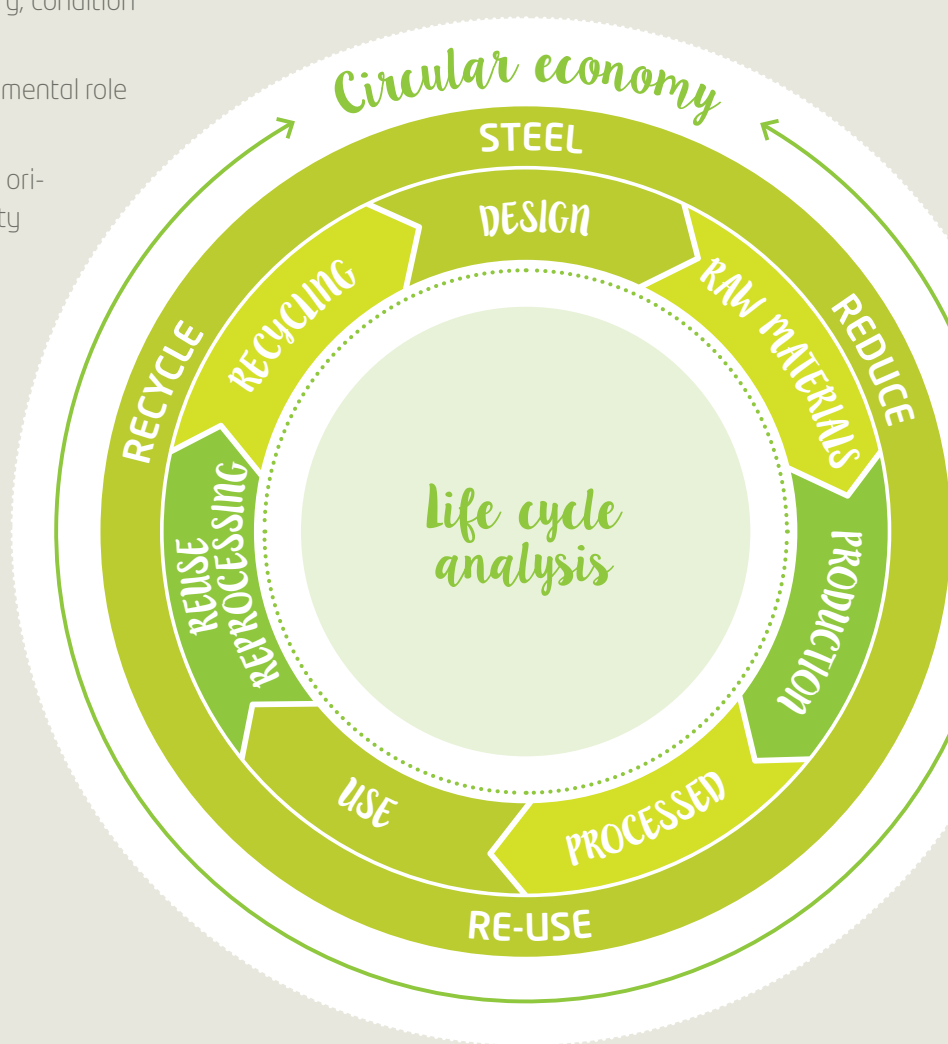 g, condition
mental role
ori-
ty
Circular economy
STEEL
REDUCE
RE-USE
RECYCLE
DESIGN
RAW MATERIALS
PRODUCTION
PROCESSED
USE
REUSE
REPROCESSING
RECYCLING
Life cycle
analysis